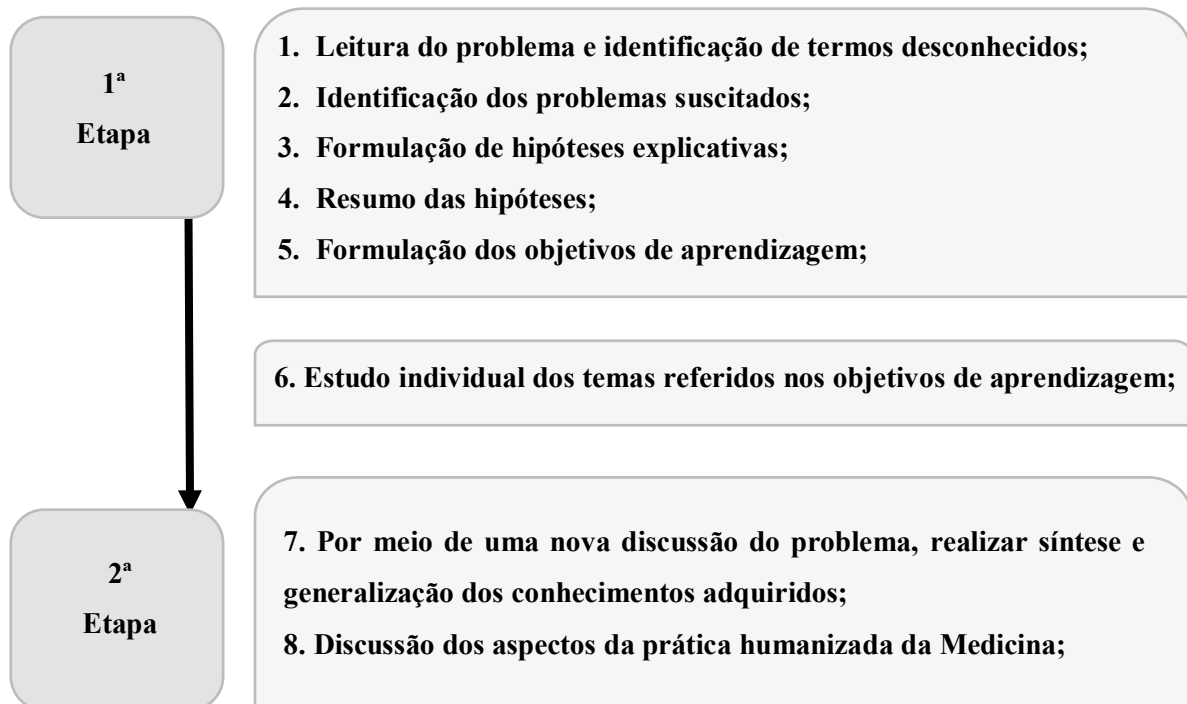 1ª
Etapa
1. Leitura do problema e identificação de termos desconhecidos;
2. Identificação dos problemas suscitados;
3. Formulação de hipóteses explicativas;
4. Resumo das hipóteses;
5. Formulação dos objetivos de aprendizagem;
6. Estudo individual dos temas referidos nos objetivos de aprendizagem;
2ª
Etapa
7. Por meio de uma nova discussão do problema, realizar síntese e
generalização dos conhecimentos adquiridos;
8. Discussão dos aspectos da prática humanizada da Medicina;